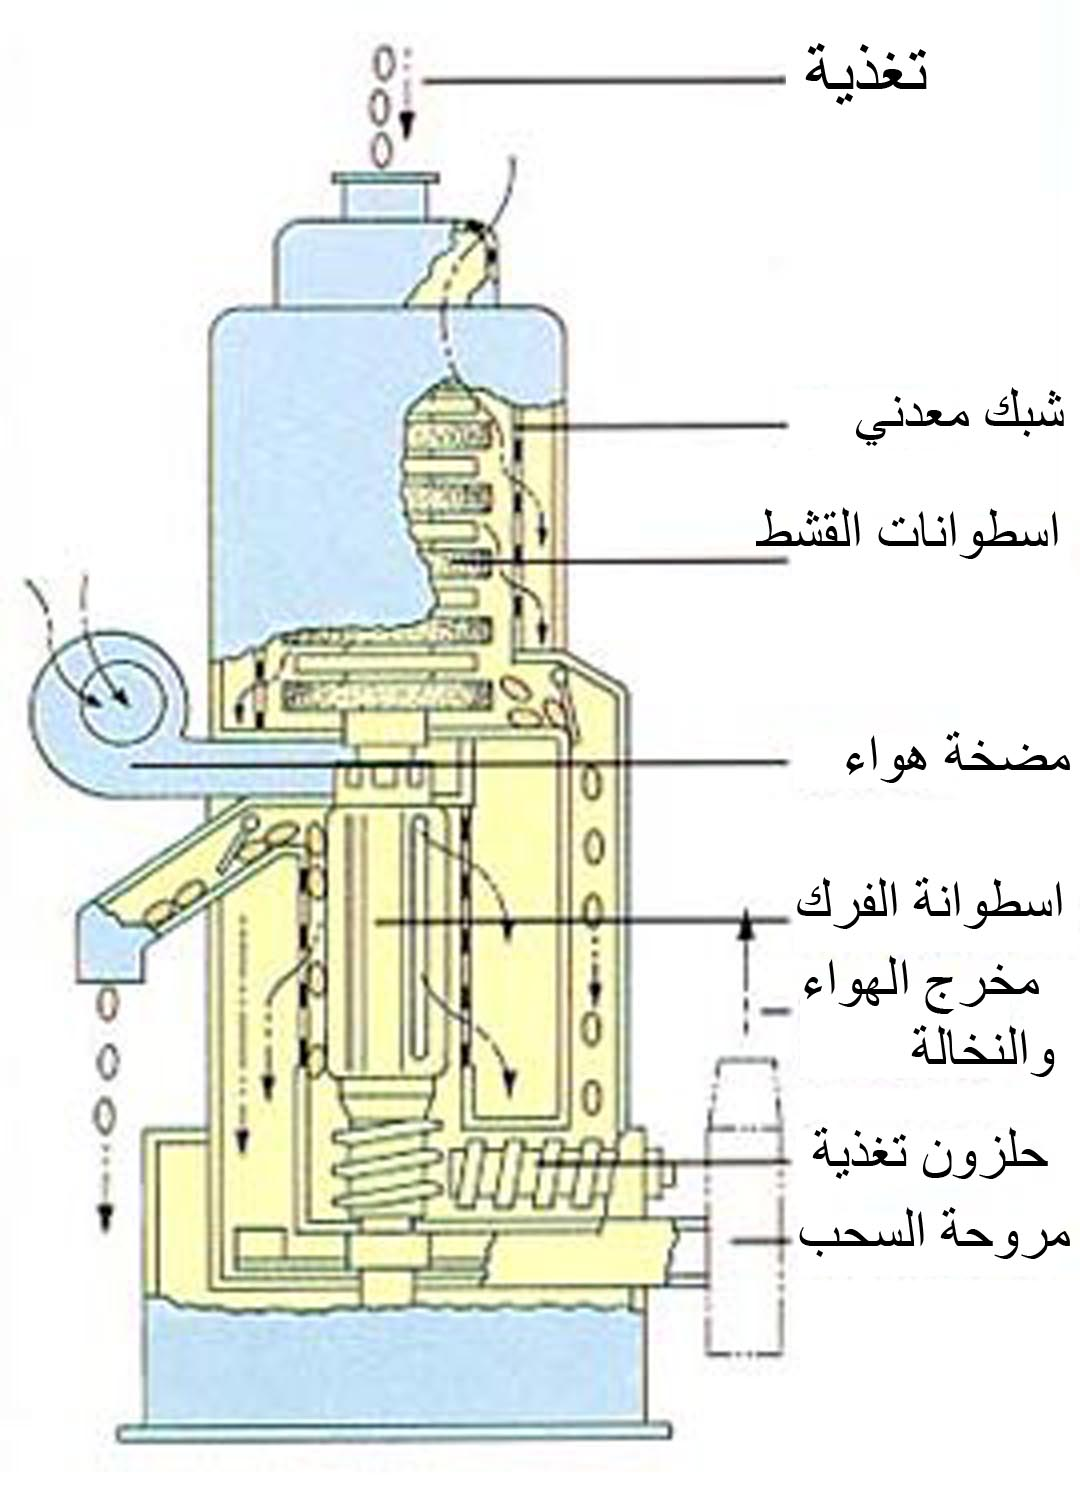 تغذية
شبك معدني
اسطوانات القشط
مضخة هواء
اسطوانة الفرك
مخرج الهواء
والنخالة
حلزون تغذية
مروحة السحب